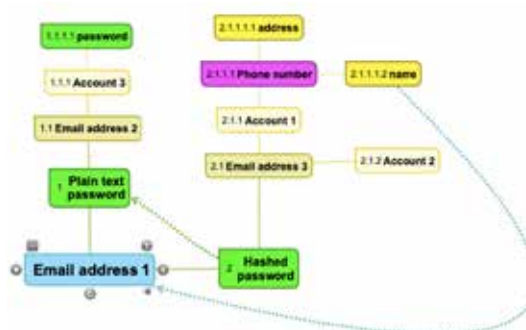 1.1.1.1 password
2.1.1.1.1 address
1.1.1 Account 3
2.1.1.1 Phone number
2.1.1.1.2 name
1.1 Email address 2
2.1.1 Account 1
2.1 Email address 3
2.1.2 Account 2
1 Plain text
password
Email address 1
2 Hashed
password